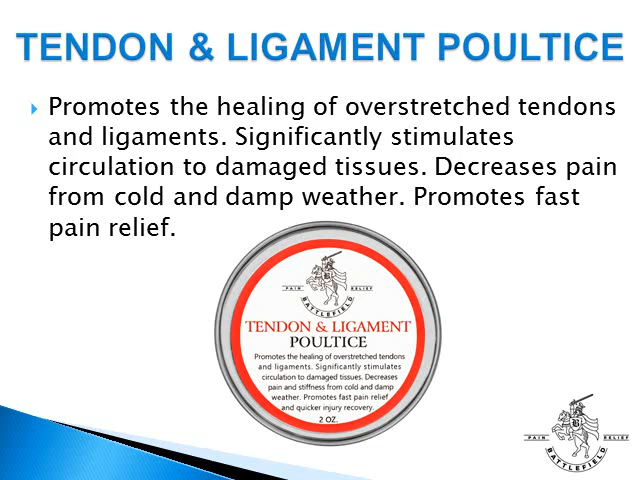 TENDON & LIGAMENT POULTICE
Promotes the healing of overstretched tendons
and ligaments. Significantly stimulates
circulation to damaged tissues. Decreases pain
from cold and damp weather. Promotes fast
pain relief.
PAIN RELIEF
BATTLEFIELD
TENDON & LIGAMENT
POULTICE
Promotes the healing of overstretched tendons
and ligaments. Significantly stimulates
circulation to damaged tissues. Decreases
pain and stiffness from cold and damp
weather. Promotes fast pain relief
and quicker injury recovery.
2 OZ.
PAIN RELIEF
BATTLEFIELD